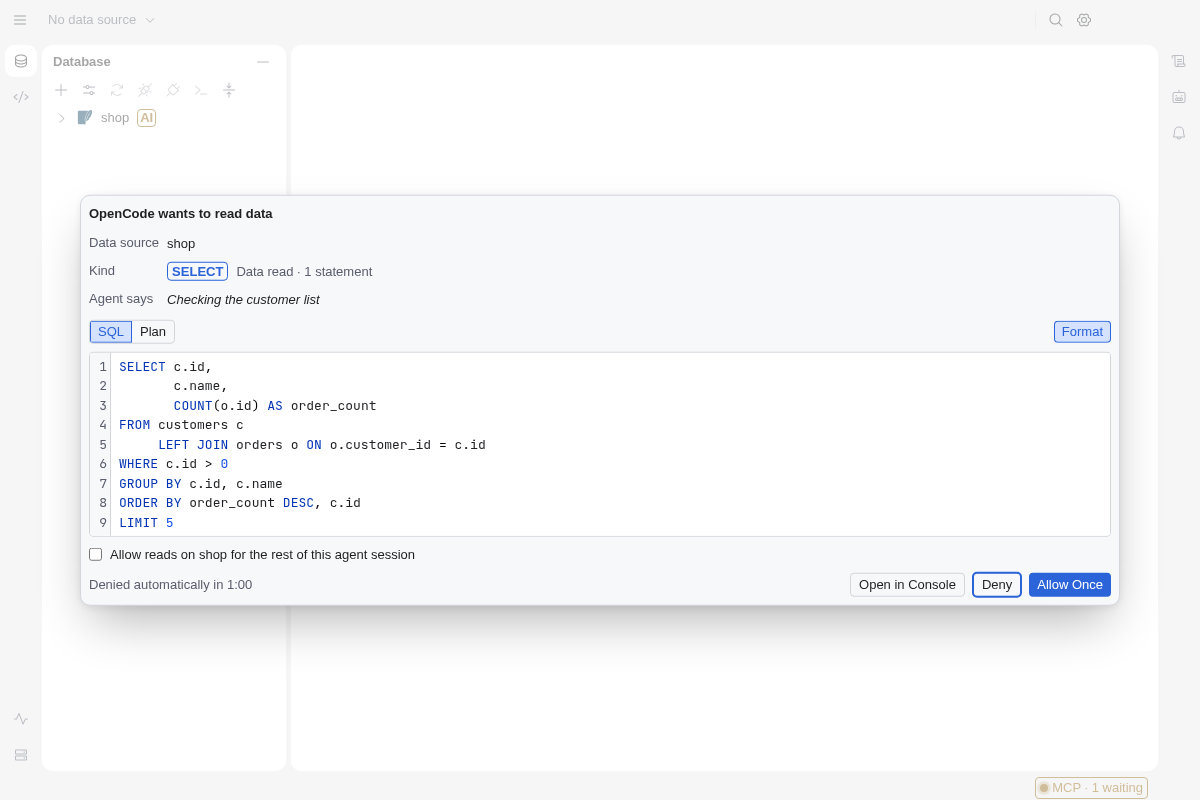 No data source
Database
shop AI
OpenCode wants to read data
Data source shop
Kind SELECT Data read · 1 statement
Agent says Checking the customer list
SQL Plan Format
1 SELECT c.id,
2 c.name,
3 COUNT(o.id) AS order_count
4 FROM customers c
5 LEFT JOIN orders o ON o.customer_id = c.id
6 WHERE c.id > 0
7 GROUP BY c.id, c.name
8 ORDER BY order_count DESC, c.id
9 LIMIT 5
Allow reads on shop for the rest of this agent session
Denied automatically in 1:00 Open in Console Deny Allow Once
MCP · 1 waiting